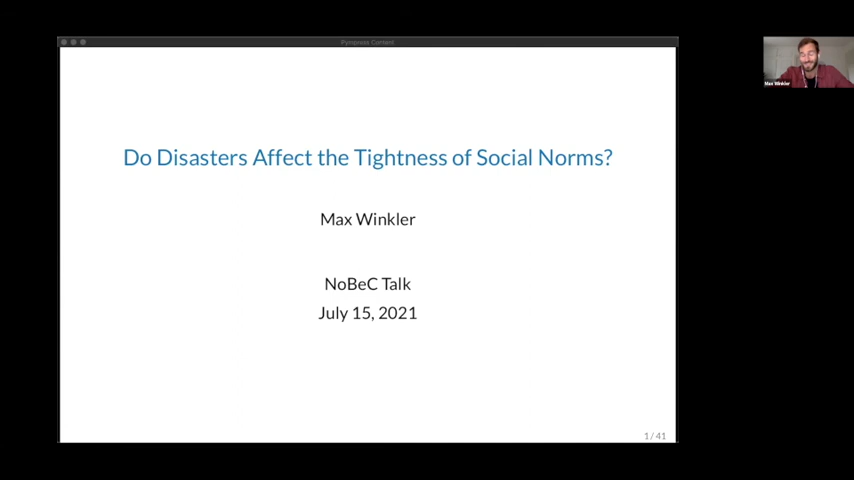 Pympress Content
Do Disasters Affect the Tightness of Social Norms?
Max Winkler
NoBeC Talk
July 15, 2021
1 / 41
Max Winkler